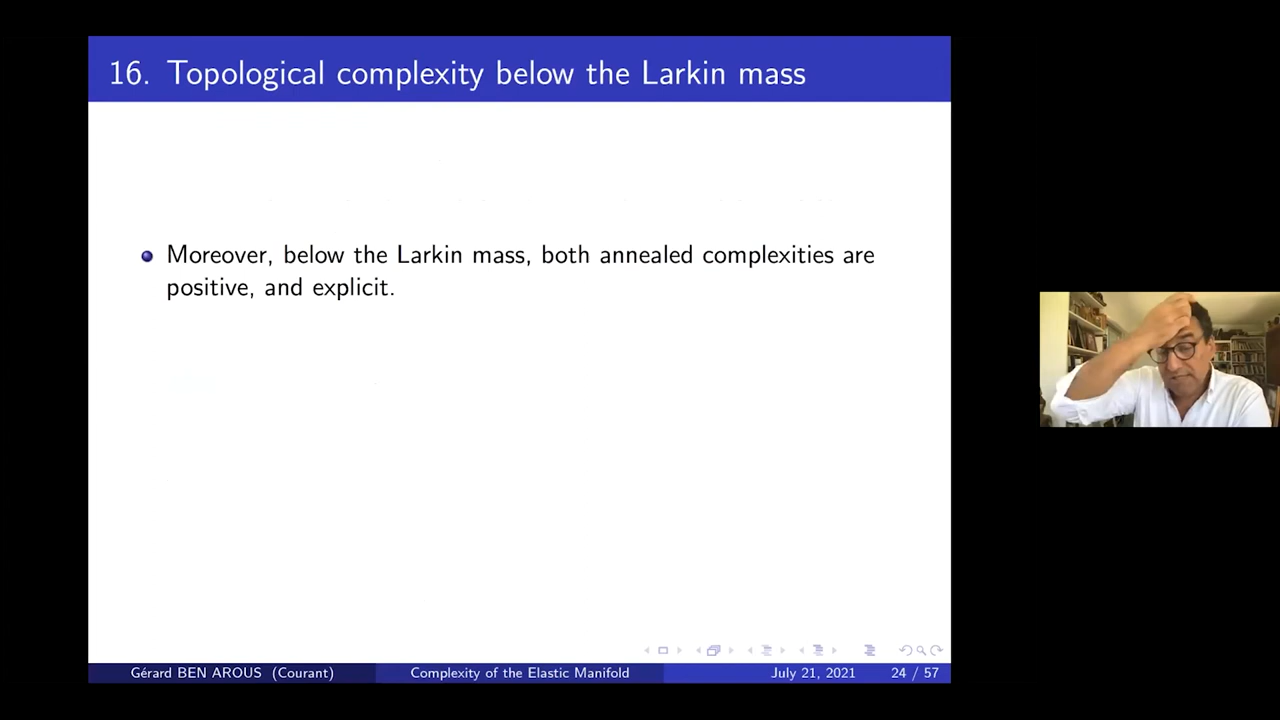 16. Topological complexity below the Larkin mass
Moreover, below the Larkin mass, both annealed complexities are
positive, and explicit.
Gérard BEN AROUS (Courant) Complexity of the Elastic Manifold July 21, 2021 24 / 57